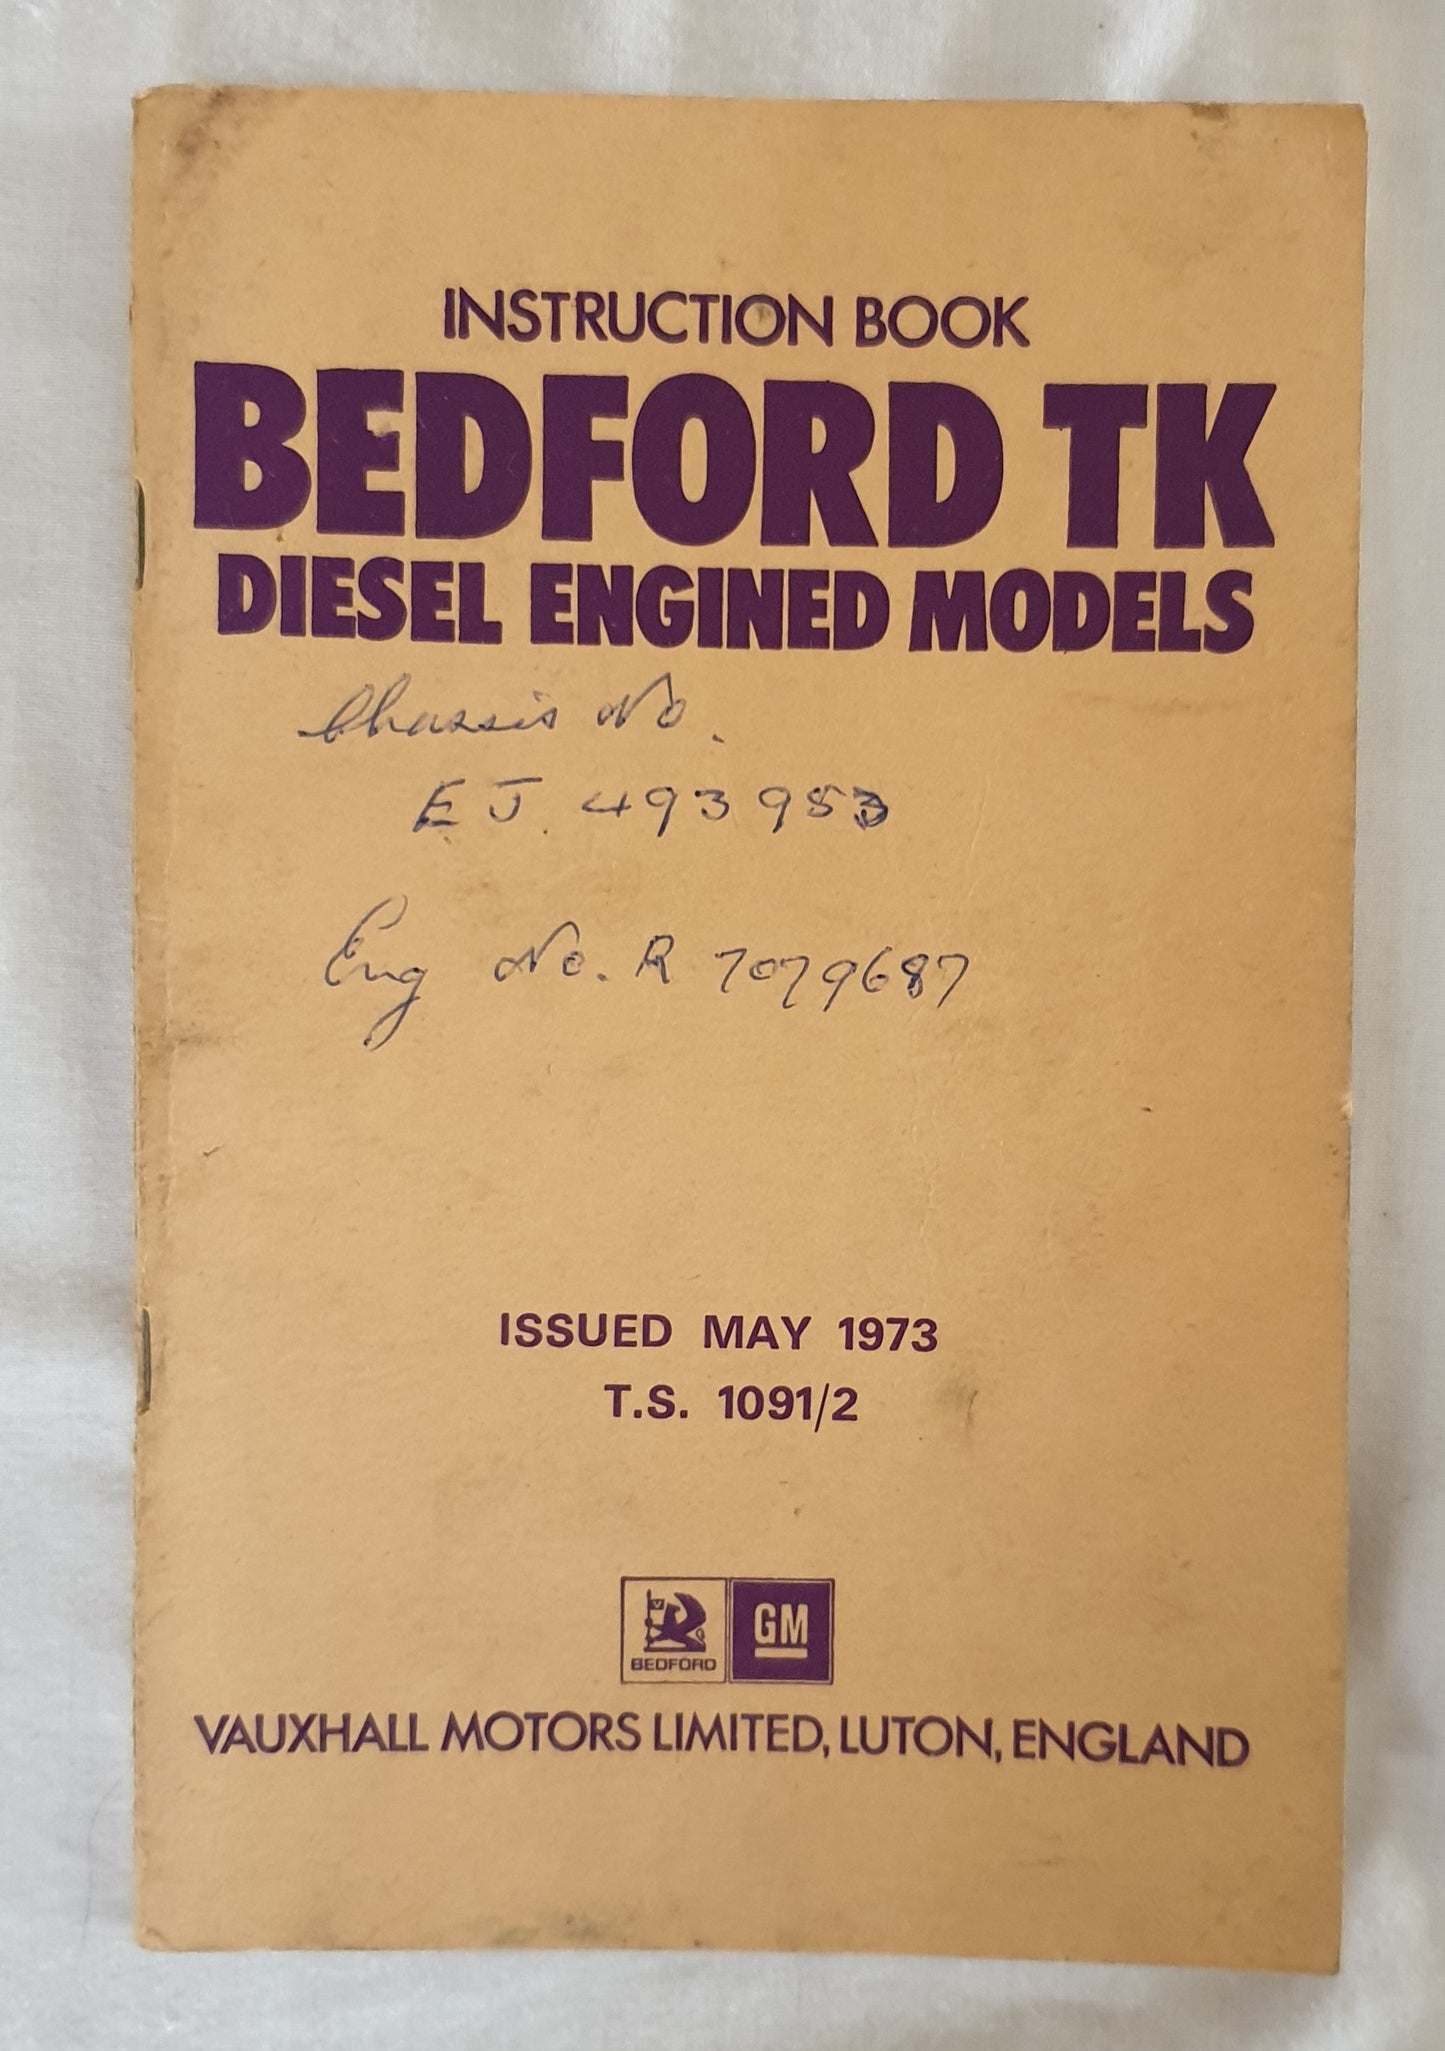 INSTRUCTION BOOK
BEDFORD TK
DIESEL ENGINED MODELS
Chassis No.
EJ. 493953
Eng No. R 7079687
ISSUED MAY 1973
T.S. 1091/2
V
BEDFORD
GM
VAUXHALL MOTORS LIMITED, LUTON, ENGLAND